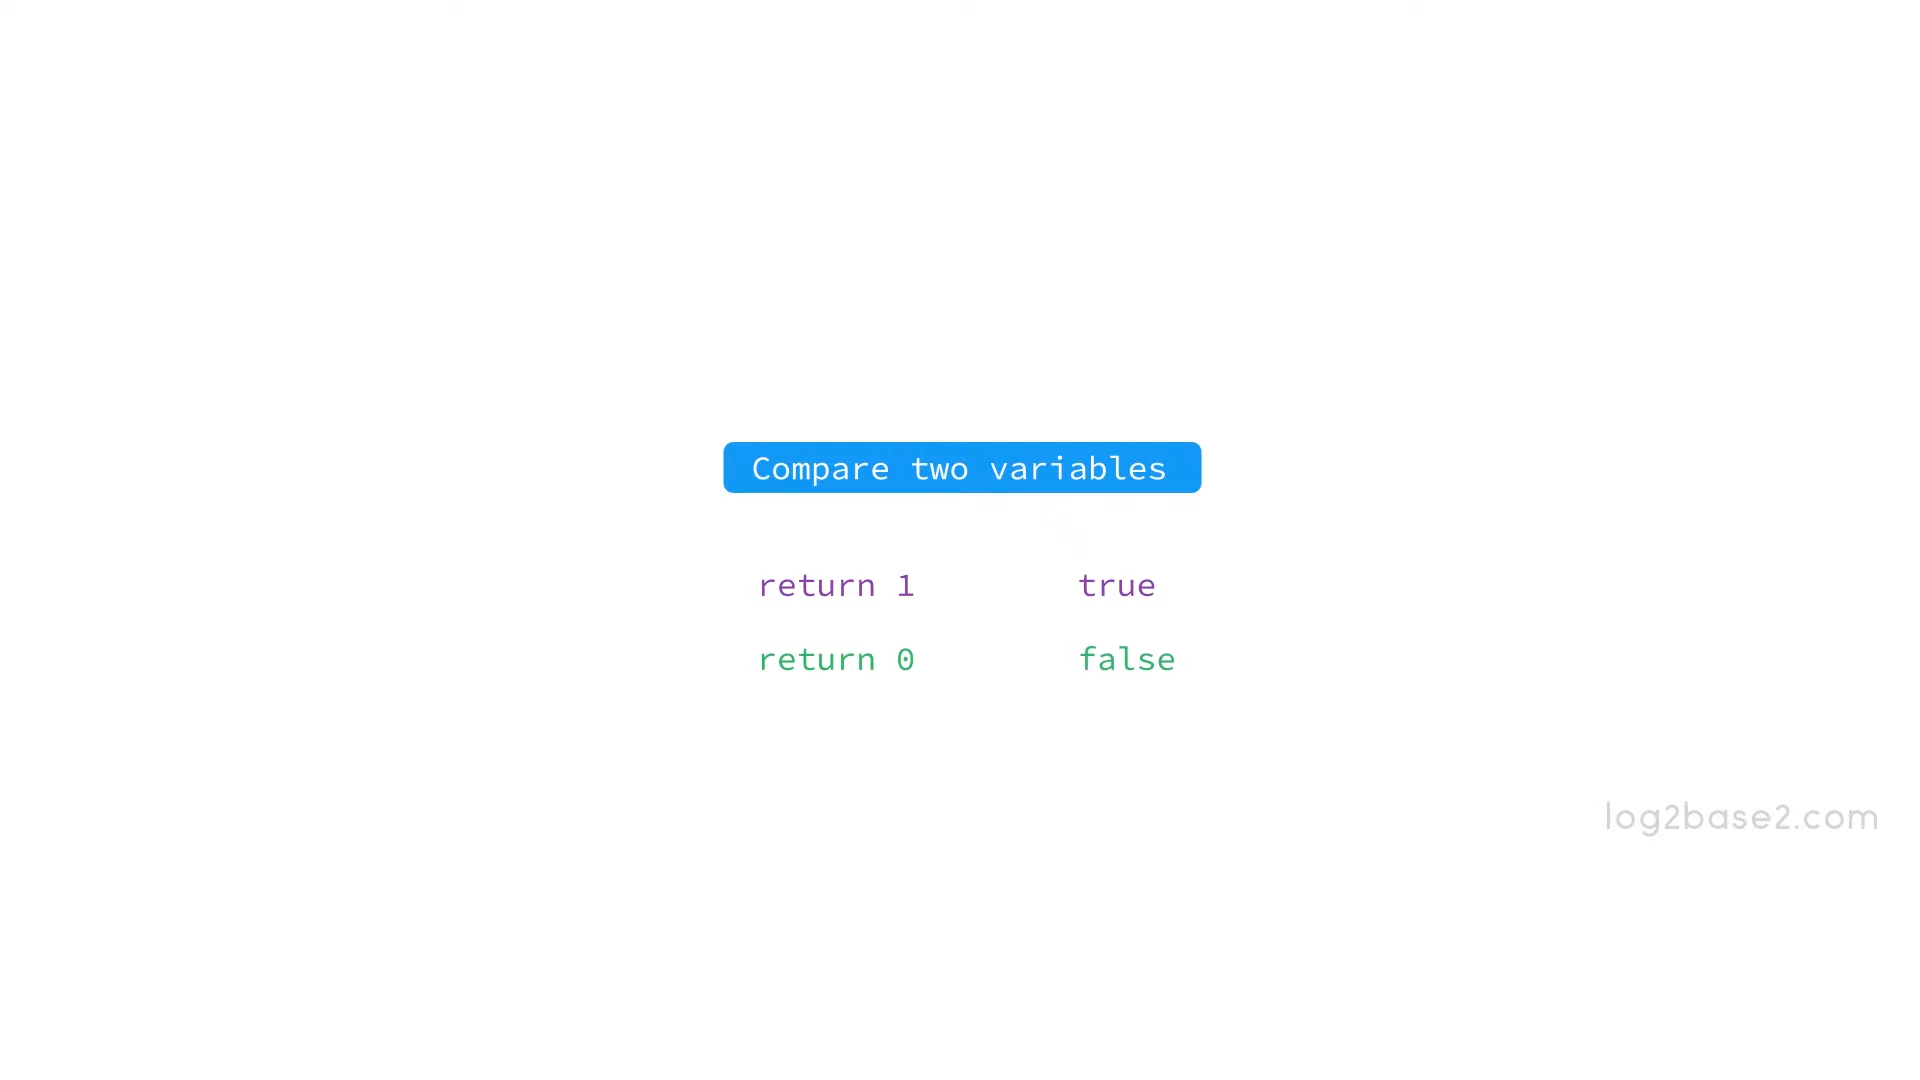 Compare two variables
return 1 true
return 0 false
log2base2.com